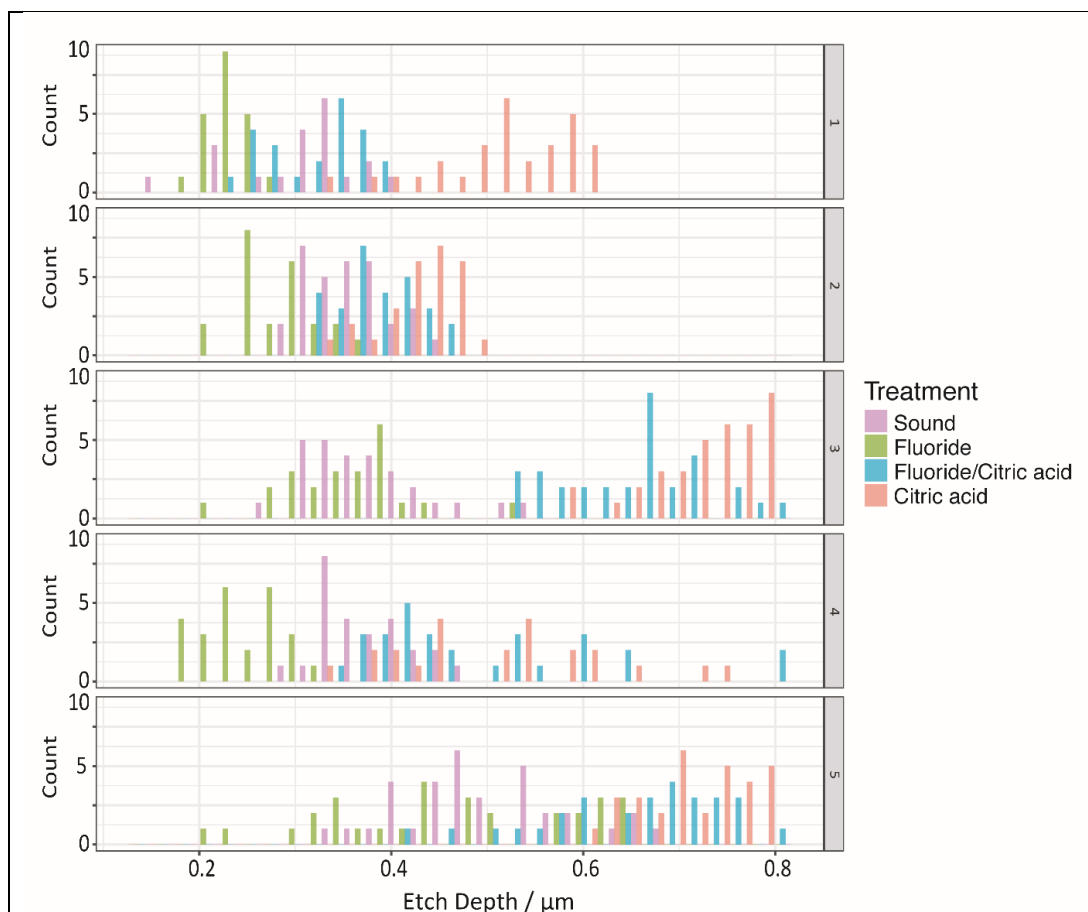 10
Count
5
0
1
10
Count
5
0
2
10
Count
5
0
3
10
Count
5
0
4
10
Count
5
0
5
0.2 0.4 0.6 0.8
Etch Depth / μm
Treatment
Sound
Fluoride
Fluoride/Citric acid
Citric acid